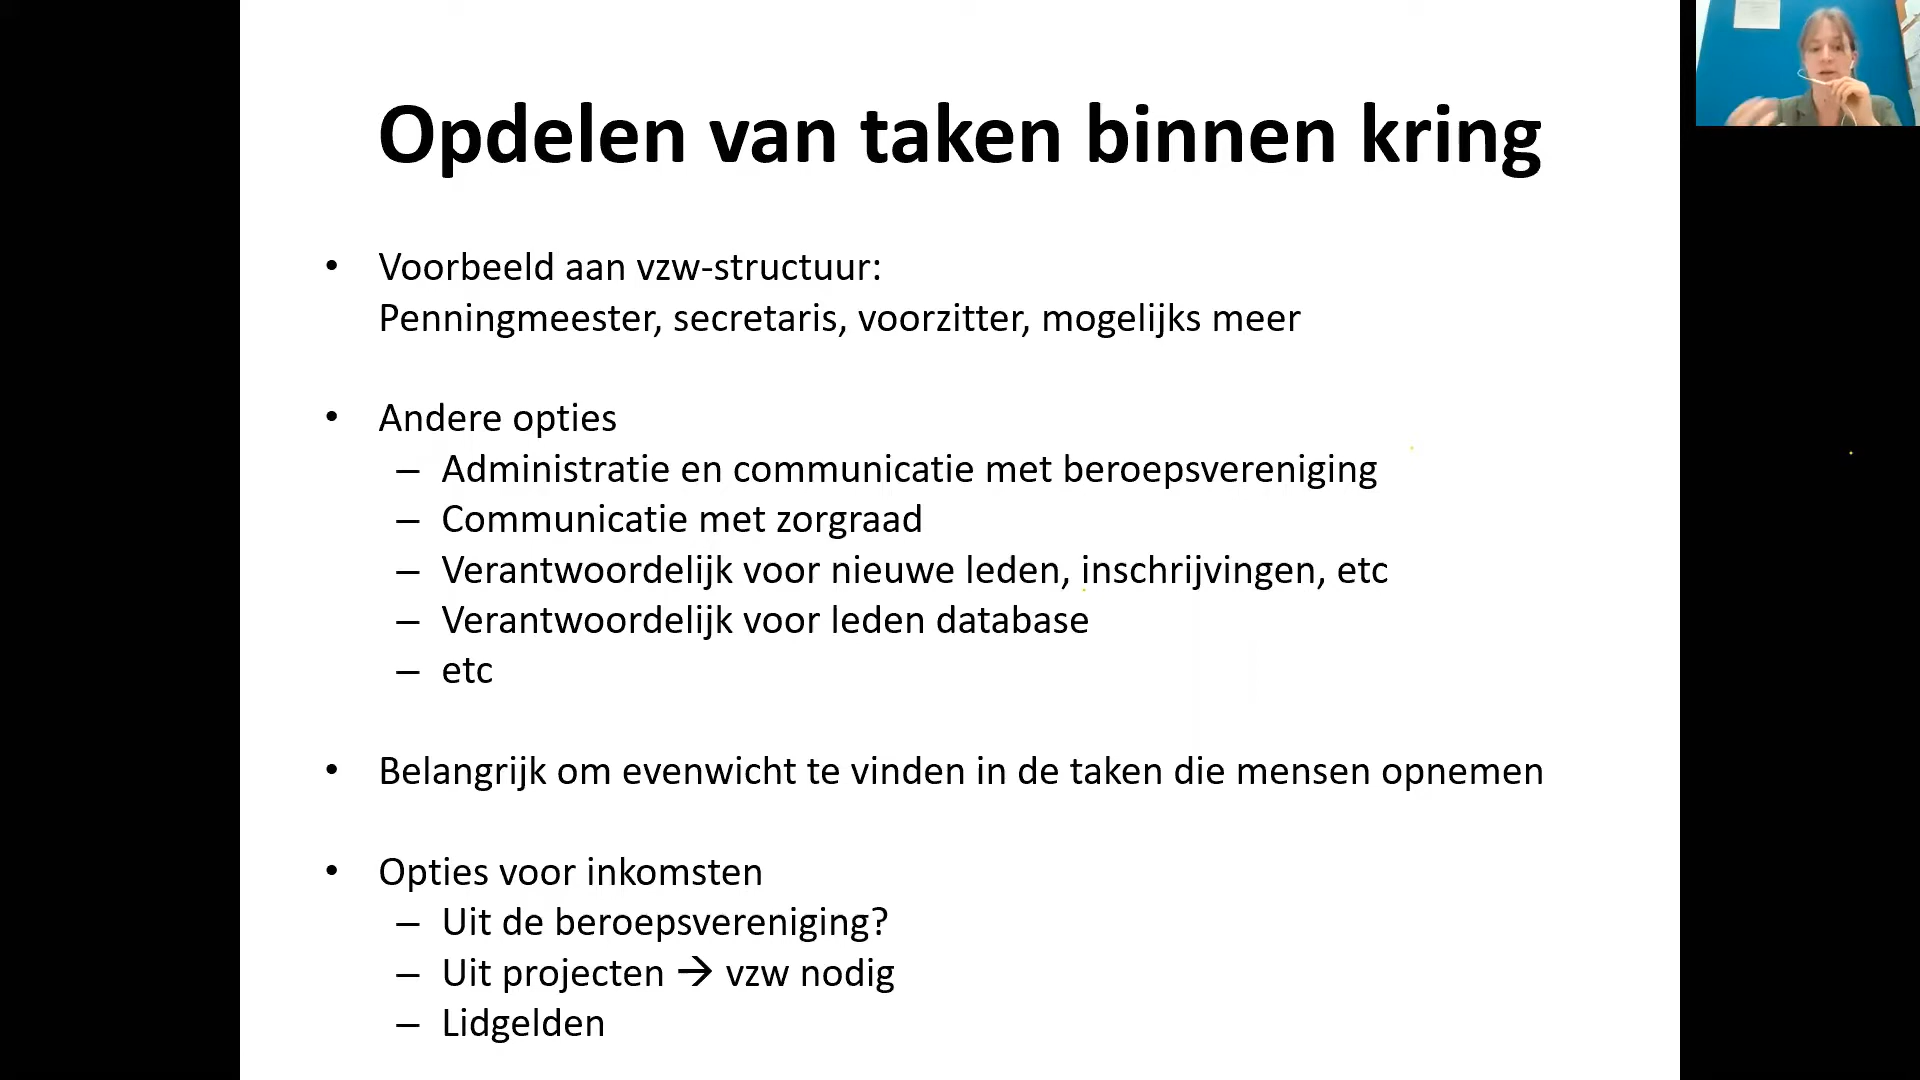 Opdelen van taken binnen kring
• Voorbeeld aan vzw-structuur:
Penningmeester, secretaris, voorzitter, mogelijks meer
• Andere opties
– Administratie en communicatie met beroepsvereniging
– Communicatie met zorgraad
– Verantwoordelijk voor nieuwe leden, inschrijvingen, etc
– Verantwoordelijk voor leden database
– etc
• Belangrijk om evenwicht te vinden in de taken die mensen opnemen
• Opties voor inkomsten
– Uit de beroepsvereniging?
– Uit projecten → vzw nodig
– Lidgelden